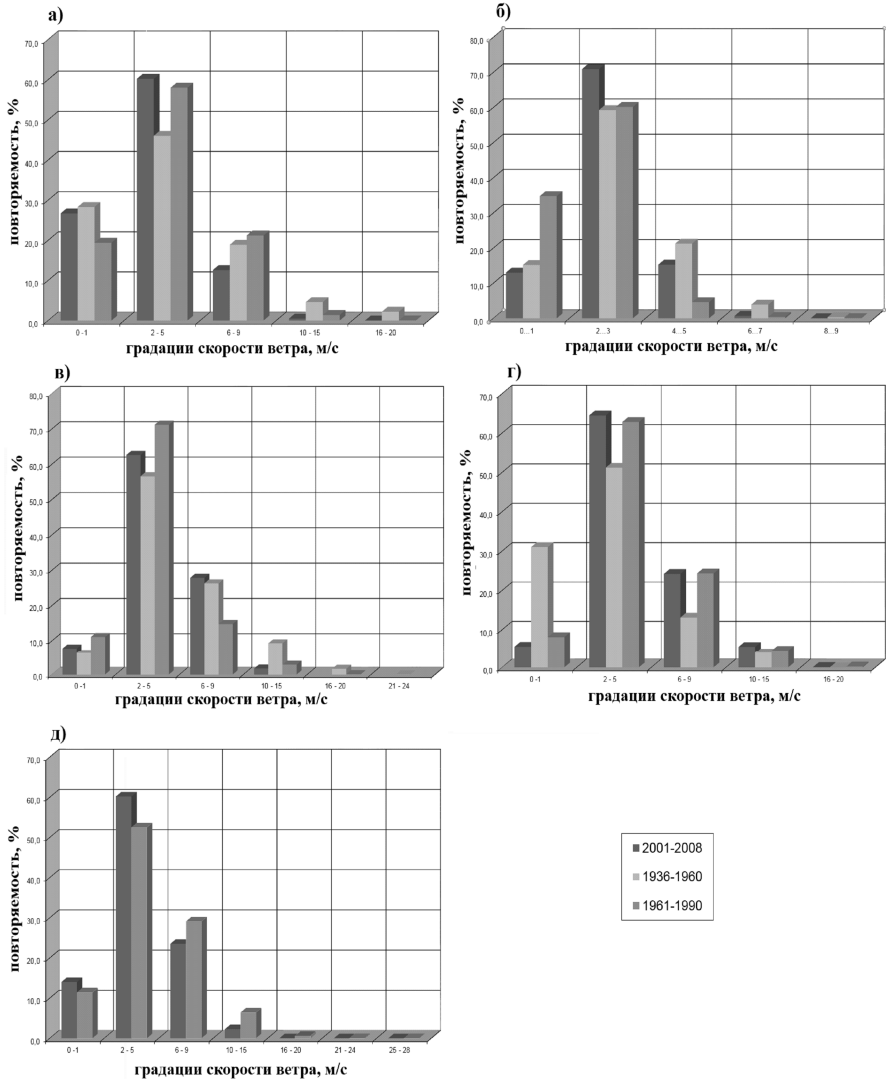 а)
повторяемость, %
70,0
60,0
50,0
40,0
30,0
20,0
10,0
0,0
0 - 1 2 - 5 6 - 9 10 - 15 16 - 20
градации скорости ветра, м/с
б)
повторяемость, %
80,0
70,0
60,0
50,0
40,0
30,0
20,0
10,0
0,0
0...1 2...3 4...5 6...7 8...9
градации скорости ветра, м/с
в)
повторяемость, %
80,0
70,0
60,0
50,0
40,0
30,0
20,0
10,0
0,0
0 - 1 2 - 5 6 - 9 10 - 15 16 - 20 21 - 24
градации скорости ветра, м/с
г)
повторяемость, %
70,0
60,0
50,0
40,0
30,0
20,0
10,0
0,0
0 - 1 2 - 5 6 - 9 10 - 15 16 - 20
градации скорости ветра, м/с
д)
повторяемость, %
70,0
60,0
50,0
40,0
30,0
20,0
10,0
0,0
0 - 1 2 - 5 6 - 9 10 - 15 16 - 20 21 - 24 25 - 28
градации скорости ветра, м/с
2001-2008
1936-1960
1961-1990